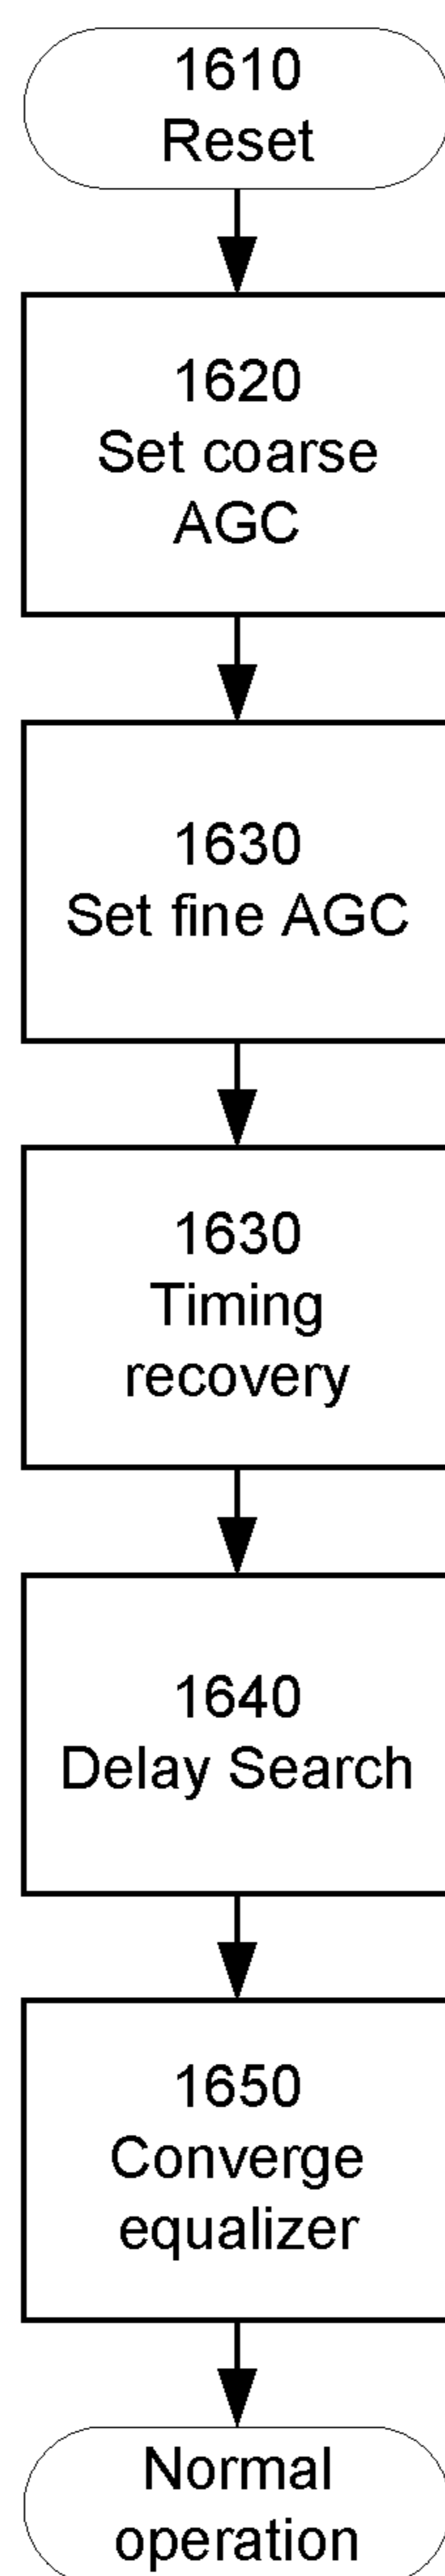 1610
Reset
1620
Set coarse
AGC
1630
Set fine AGC
1630
Timing
recovery
1640
Delay Search
1650
Converge
equalizer
Normal
operation